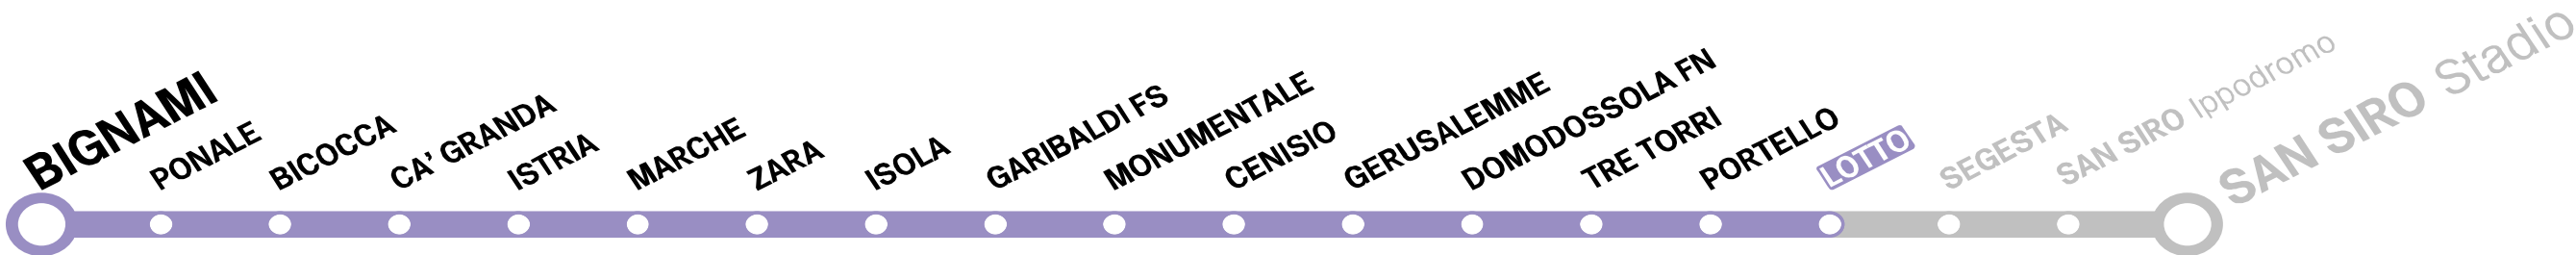 BIGNAMI
PONALE
BICOCCA
CA’ GRANDA
ISTRIA
MARCHE
ZARA
ISOLA
GARIBALDI FS
MONUMENTALE
CENISIO
GERUSALEMME
DOMODOSSOLA FN
TRE TORRI
PORTELLO
LOTTO
SEGESTA
SAN SIRO Ippodromo
SAN SIRO Stadio